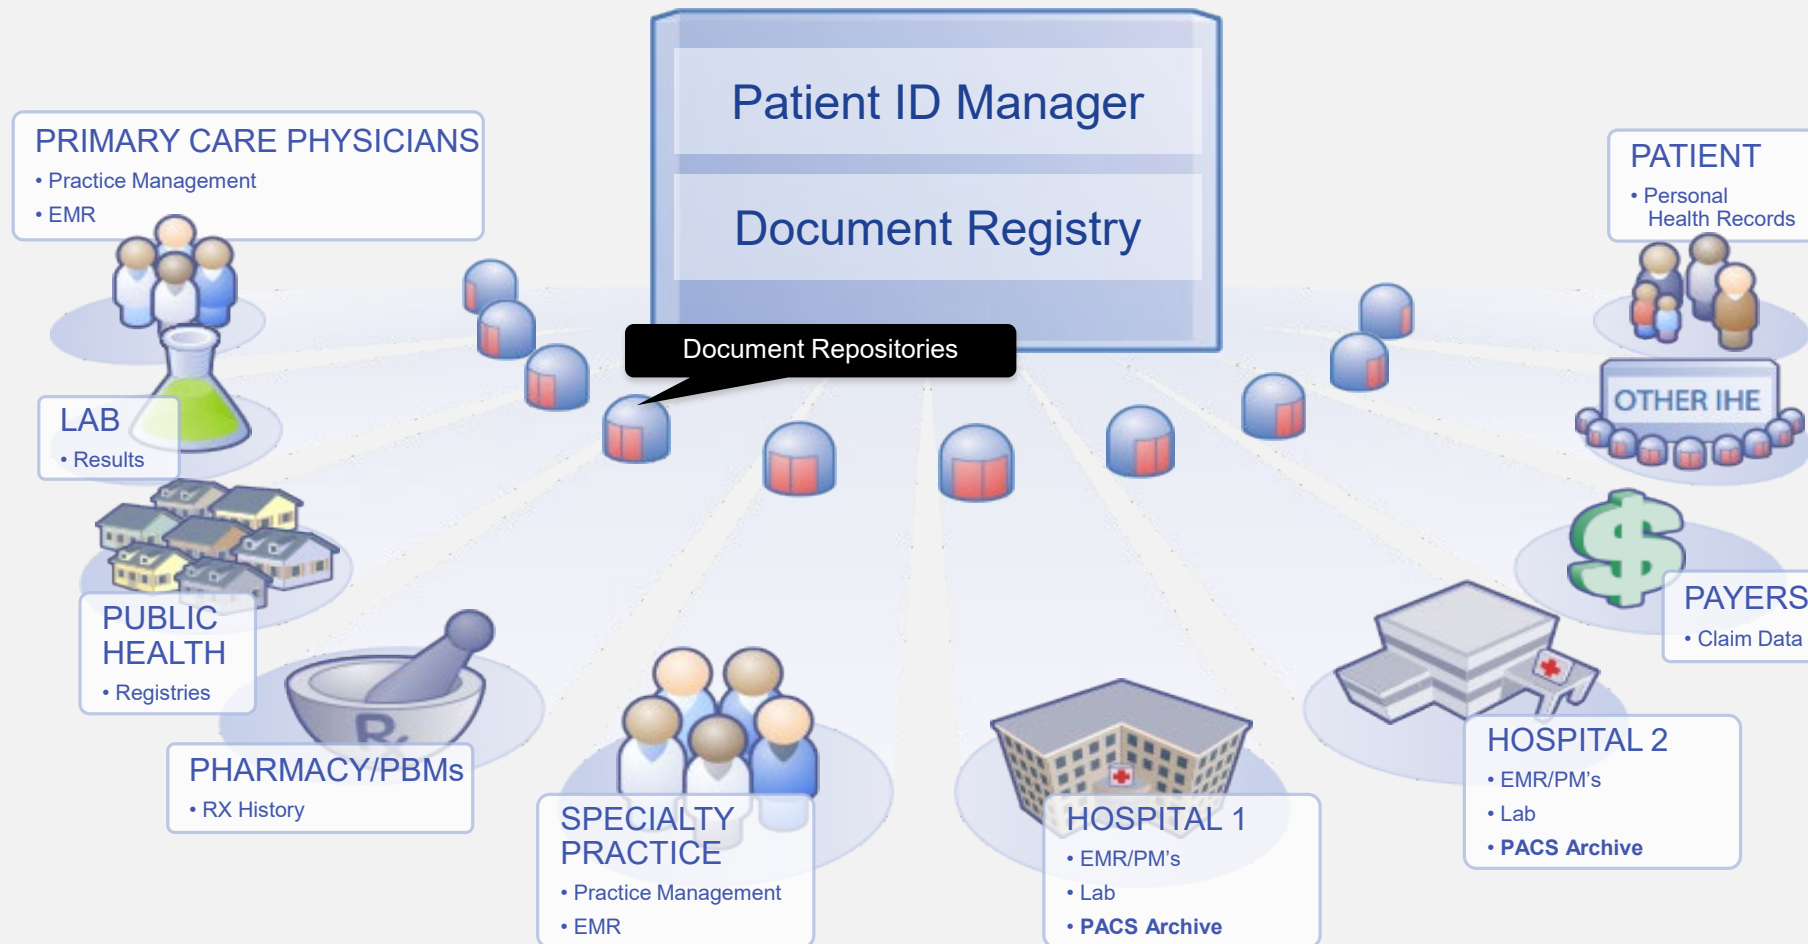 Patient ID Manager
Document Registry
Document Repositories
PRIMARY CARE PHYSICIANS
• Practice Management
• EMR
LAB
• Results
PUBLIC
HEALTH
• Registries
Rx
PHARMACY/PBMs
• RX History
SPECIALTY
PRACTICE
• Practice Management
• EMR
HOSPITAL 1
• EMR/PM’s
• Lab
• PACS Archive
HOSPITAL 2
• EMR/PM’s
• Lab
• PACS Archive
$
PAYERS
• Claim Data
OTHER IHE
PATIENT
• Personal
Health Records